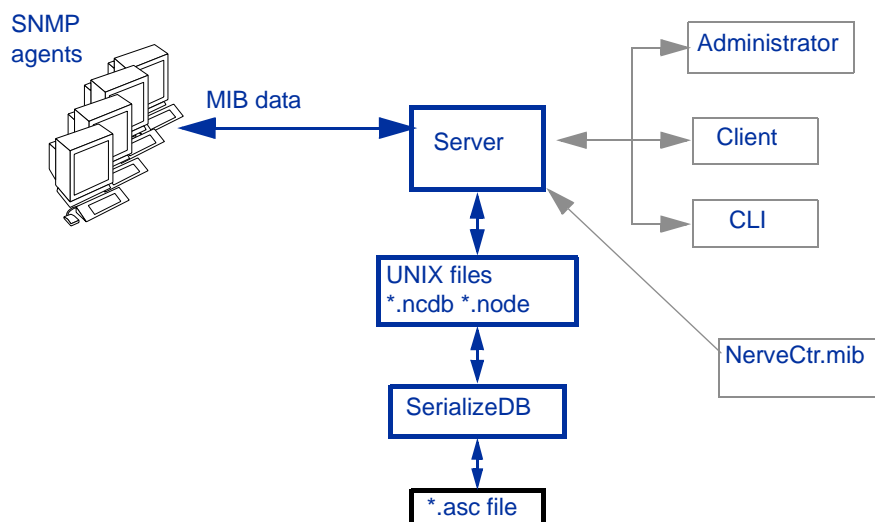 SNMP
agents
MIB data
Administrator
Server
Client
CLI
UNIX files
*.ncdb *.node
NerveCtr.mib
SerializeDB
*.asc file